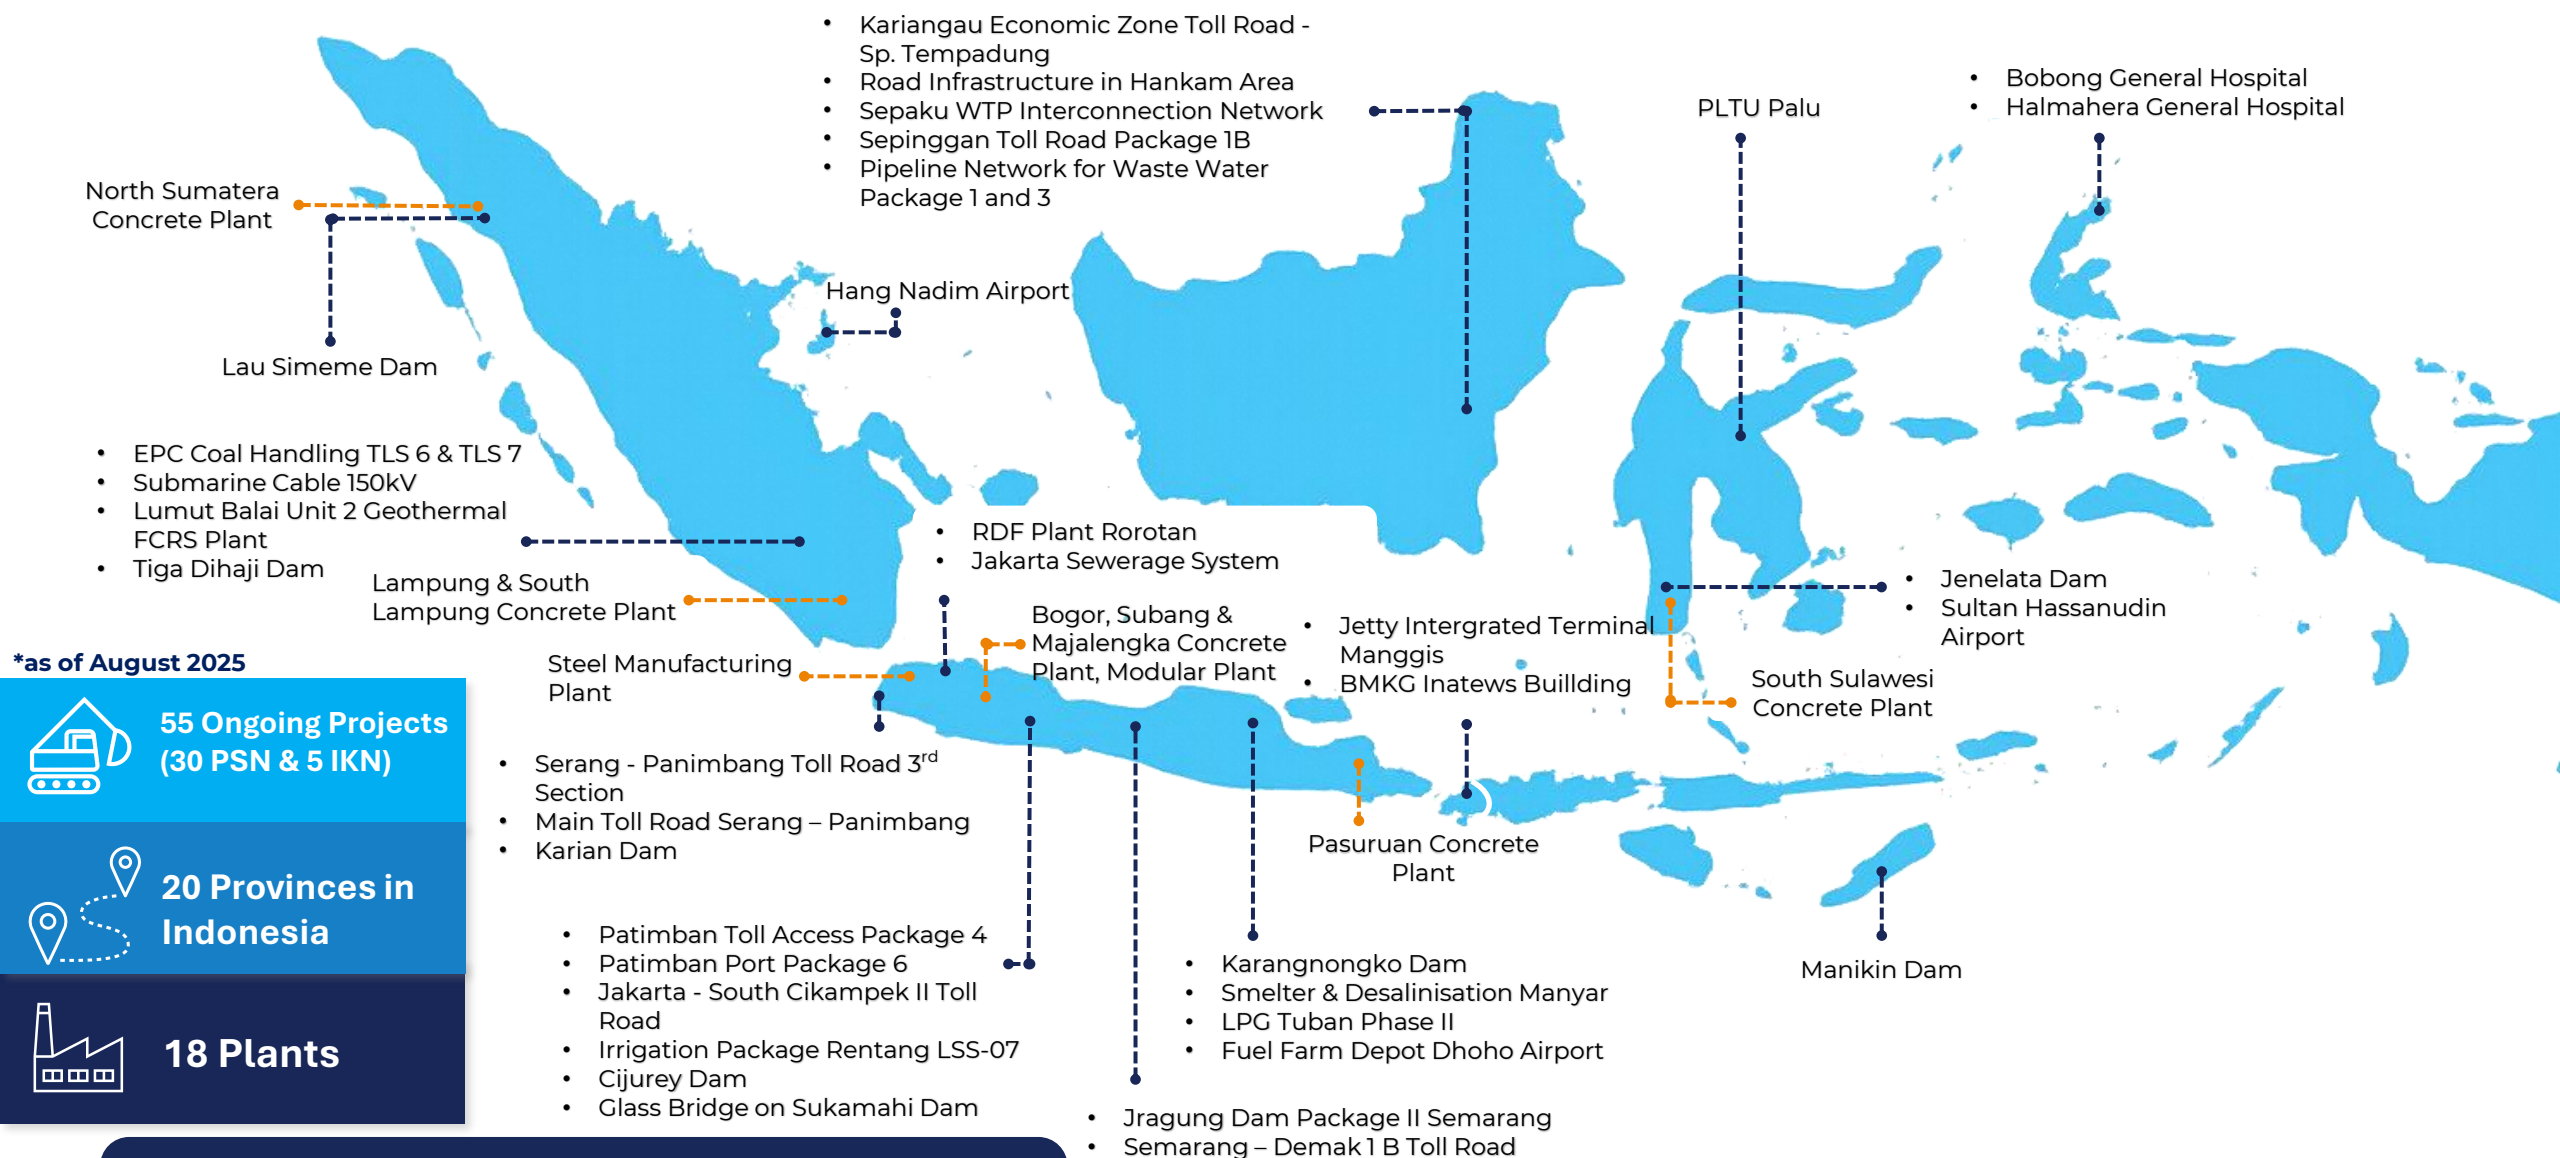 • Kariangau Economic Zone Toll Road -
Sp. Tempadung
• Road Infrastructure in Hankam Area
• Sepaku WTP Interconnection Network
• Sepinggan Toll Road Package 1B
• Pipeline Network for Waste Water
Package 1 and 3
PLTU Palu
• Bobong General Hospital
• Halmahera General Hospital
North Sumatera
Concrete Plant
Hang Nadim Airport
Lau Simeme Dam
• EPC Coal Handling TLS 6 & TLS 7
• Submarine Cable 150kV
• Lumut Balai Unit 2 Geothermal
FCRS Plant
• Tiga Dihaji Dam
Lampung & South
Lampung Concrete Plant
• RDF Plant Rorotan
• Jakarta Sewerage System
Bogor, Subang &
Majalengka Concrete
Plant, Modular Plant
• Jetty Intergrated Terminal
Manggis
• BMKG Inatews Buillding
• Jenelata Dam
• Sultan Hassanudin
Airport
South Sulawesi
Concrete Plant
Steel Manufacturing
Plant
*as of August 2025
55 Ongoing Projects
(30 PSN & 5 IKN)
20 Provinces in
Indonesia
18 Plants
• Serang - Panimbang Toll Road 3rd
Section
• Main Toll Road Serang – Panimbang
• Karian Dam
Pasuruan Concrete
Plant
• Patimban Toll Access Package 4
• Patimban Port Package 6
• Jakarta - South Cikampek II Toll
Road
• Irrigation Package Rentang LSS-07
• Cijurey Dam
• Glass Bridge on Sukamahi Dam
• Karangnongko Dam
• Smelter & Desalinisation Manyar
• LPG Tuban Phase II
• Fuel Farm Depot Dhoho Airport
Manikin Dam
• Jragung Dam Package II Semarang
• Semarang – Demak 1 B Toll Road